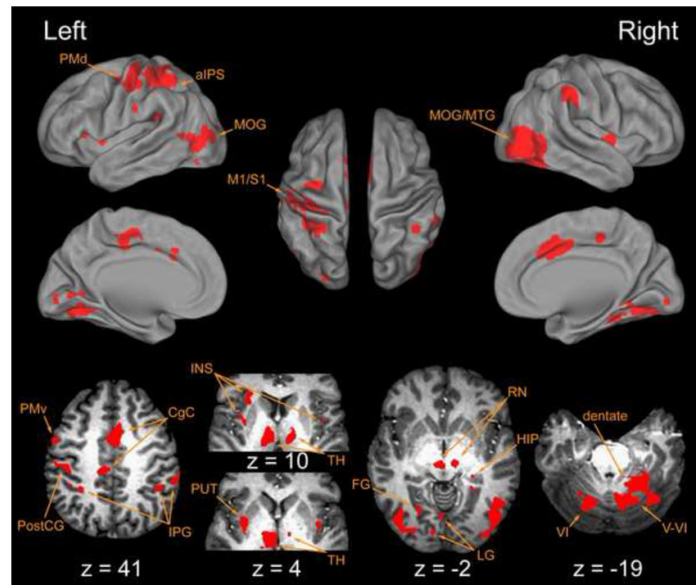 Left
Right
PMd
aIPS
MOG
MOG/MTG
M1/S1
INS
RN
PMv
CgC
dentate
HIP
z = 10
TH
PUT
FG
PostCG
IPG
TH
LG
VI
V-VI
z = 41
z = 4
z = -2
z = -19